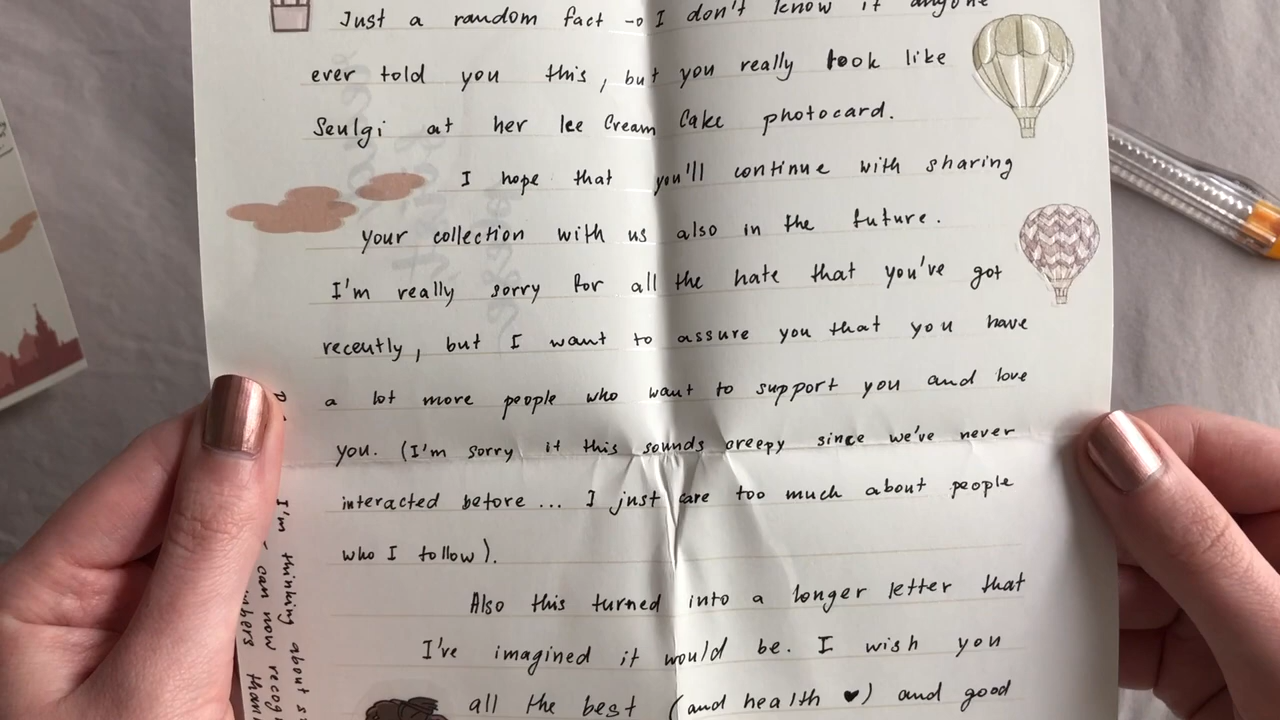 Just a random fact → I don't know if anyone
ever told you this, but you really look like
Seulgi at her Ice Cream Cake photocard.
I hope that you'll continue with sharing
your collection with us also in the future.
I'm really sorry for all the hate that you've got
recently, but I want to assure you that you have
a lot more people who want to support you and love
you. (I'm sorry if this sounds creepy since we've never
interacted before... I just care too much about people
who I follow).
Also this turned into a longer letter that
I've imagined it would be. I wish you
all the best (and health ♥) and good
I'm thinking about
can now